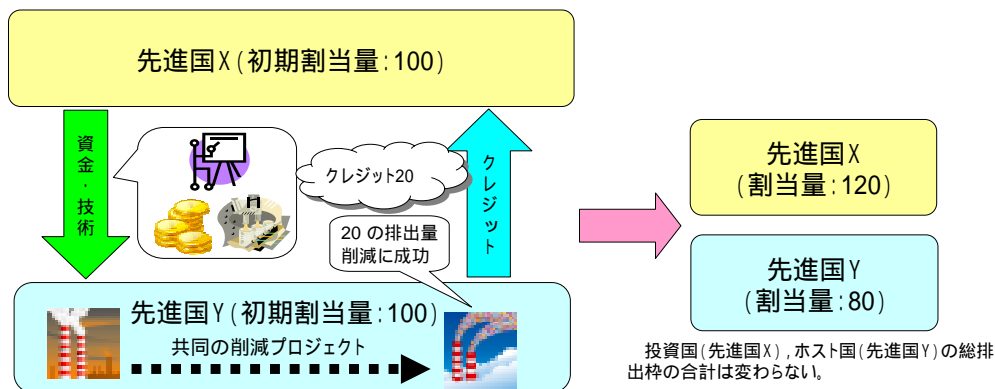 先進国X(初期割当量:100)
資金・技術
クレジット20
クレジット
20 の排出量
削減に成功
先進国Y(初期割当量:100)
共同の削減プロジェクト
先進国X
(割当量:120)
先進国Y
(割当量:80)
投資国(先進国X),ホスト国(先進国Y)の総排
出枠の合計は変わらない。